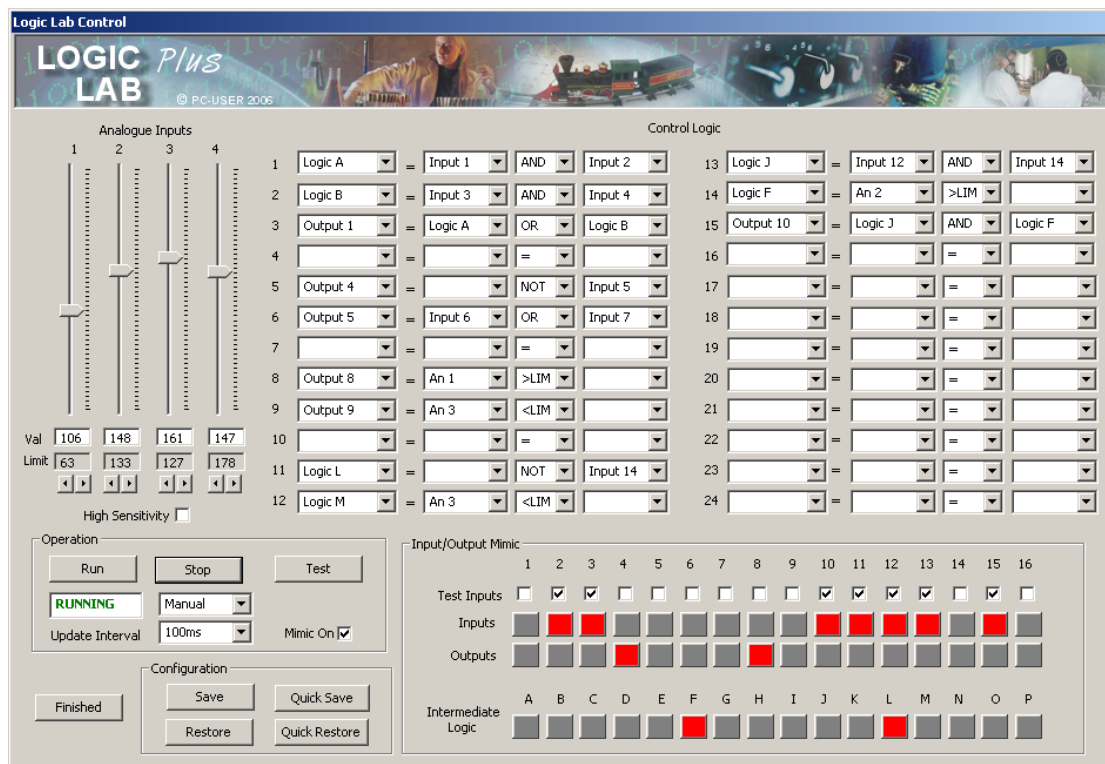 Logic Lab Control
LOGIC Plus
LAB
© PC-USER 2006
Analogue Inputs
1 2 3 4
Val 106 148 161 147
Limit 63 133 127 178
High Sensitivity
Control Logic
1 Logic A = Input 1 AND Input 2
2 Logic B = Input 3 AND Input 4
3 Output 1 = Logic A OR Logic B
4 = =
5 Output 4 = NOT Input 5
6 Output 5 = Input 6 OR Input 7
7 = =
8 Output 8 = An 1 >LIM
9 Output 9 = An 3 <LIM
10 = =
11 Logic L = NOT Input 14
12 Logic M = An 3 <LIM
13 Logic J = Input 12 AND Input 14
14 Logic F = An 2 >LIM
15 Output 10 = Logic J AND Logic F
16 = =
17 = =
18 = =
19 = =
20 = =
21 = =
22 = =
23 = =
24 = =
Operation
Run Stop Test
RUNNING Manual
Update Interval 100ms Mimic On
Configuration
Save Quick Save
Restore Quick Restore
Finished
Input/Output Mimic
1 2 3 4 5 6 7 8 9 10 11 12 13 14 15 16
Test Inputs
Inputs
Outputs
A B C D E F G H I J K L M N O P
Intermediate
Logic